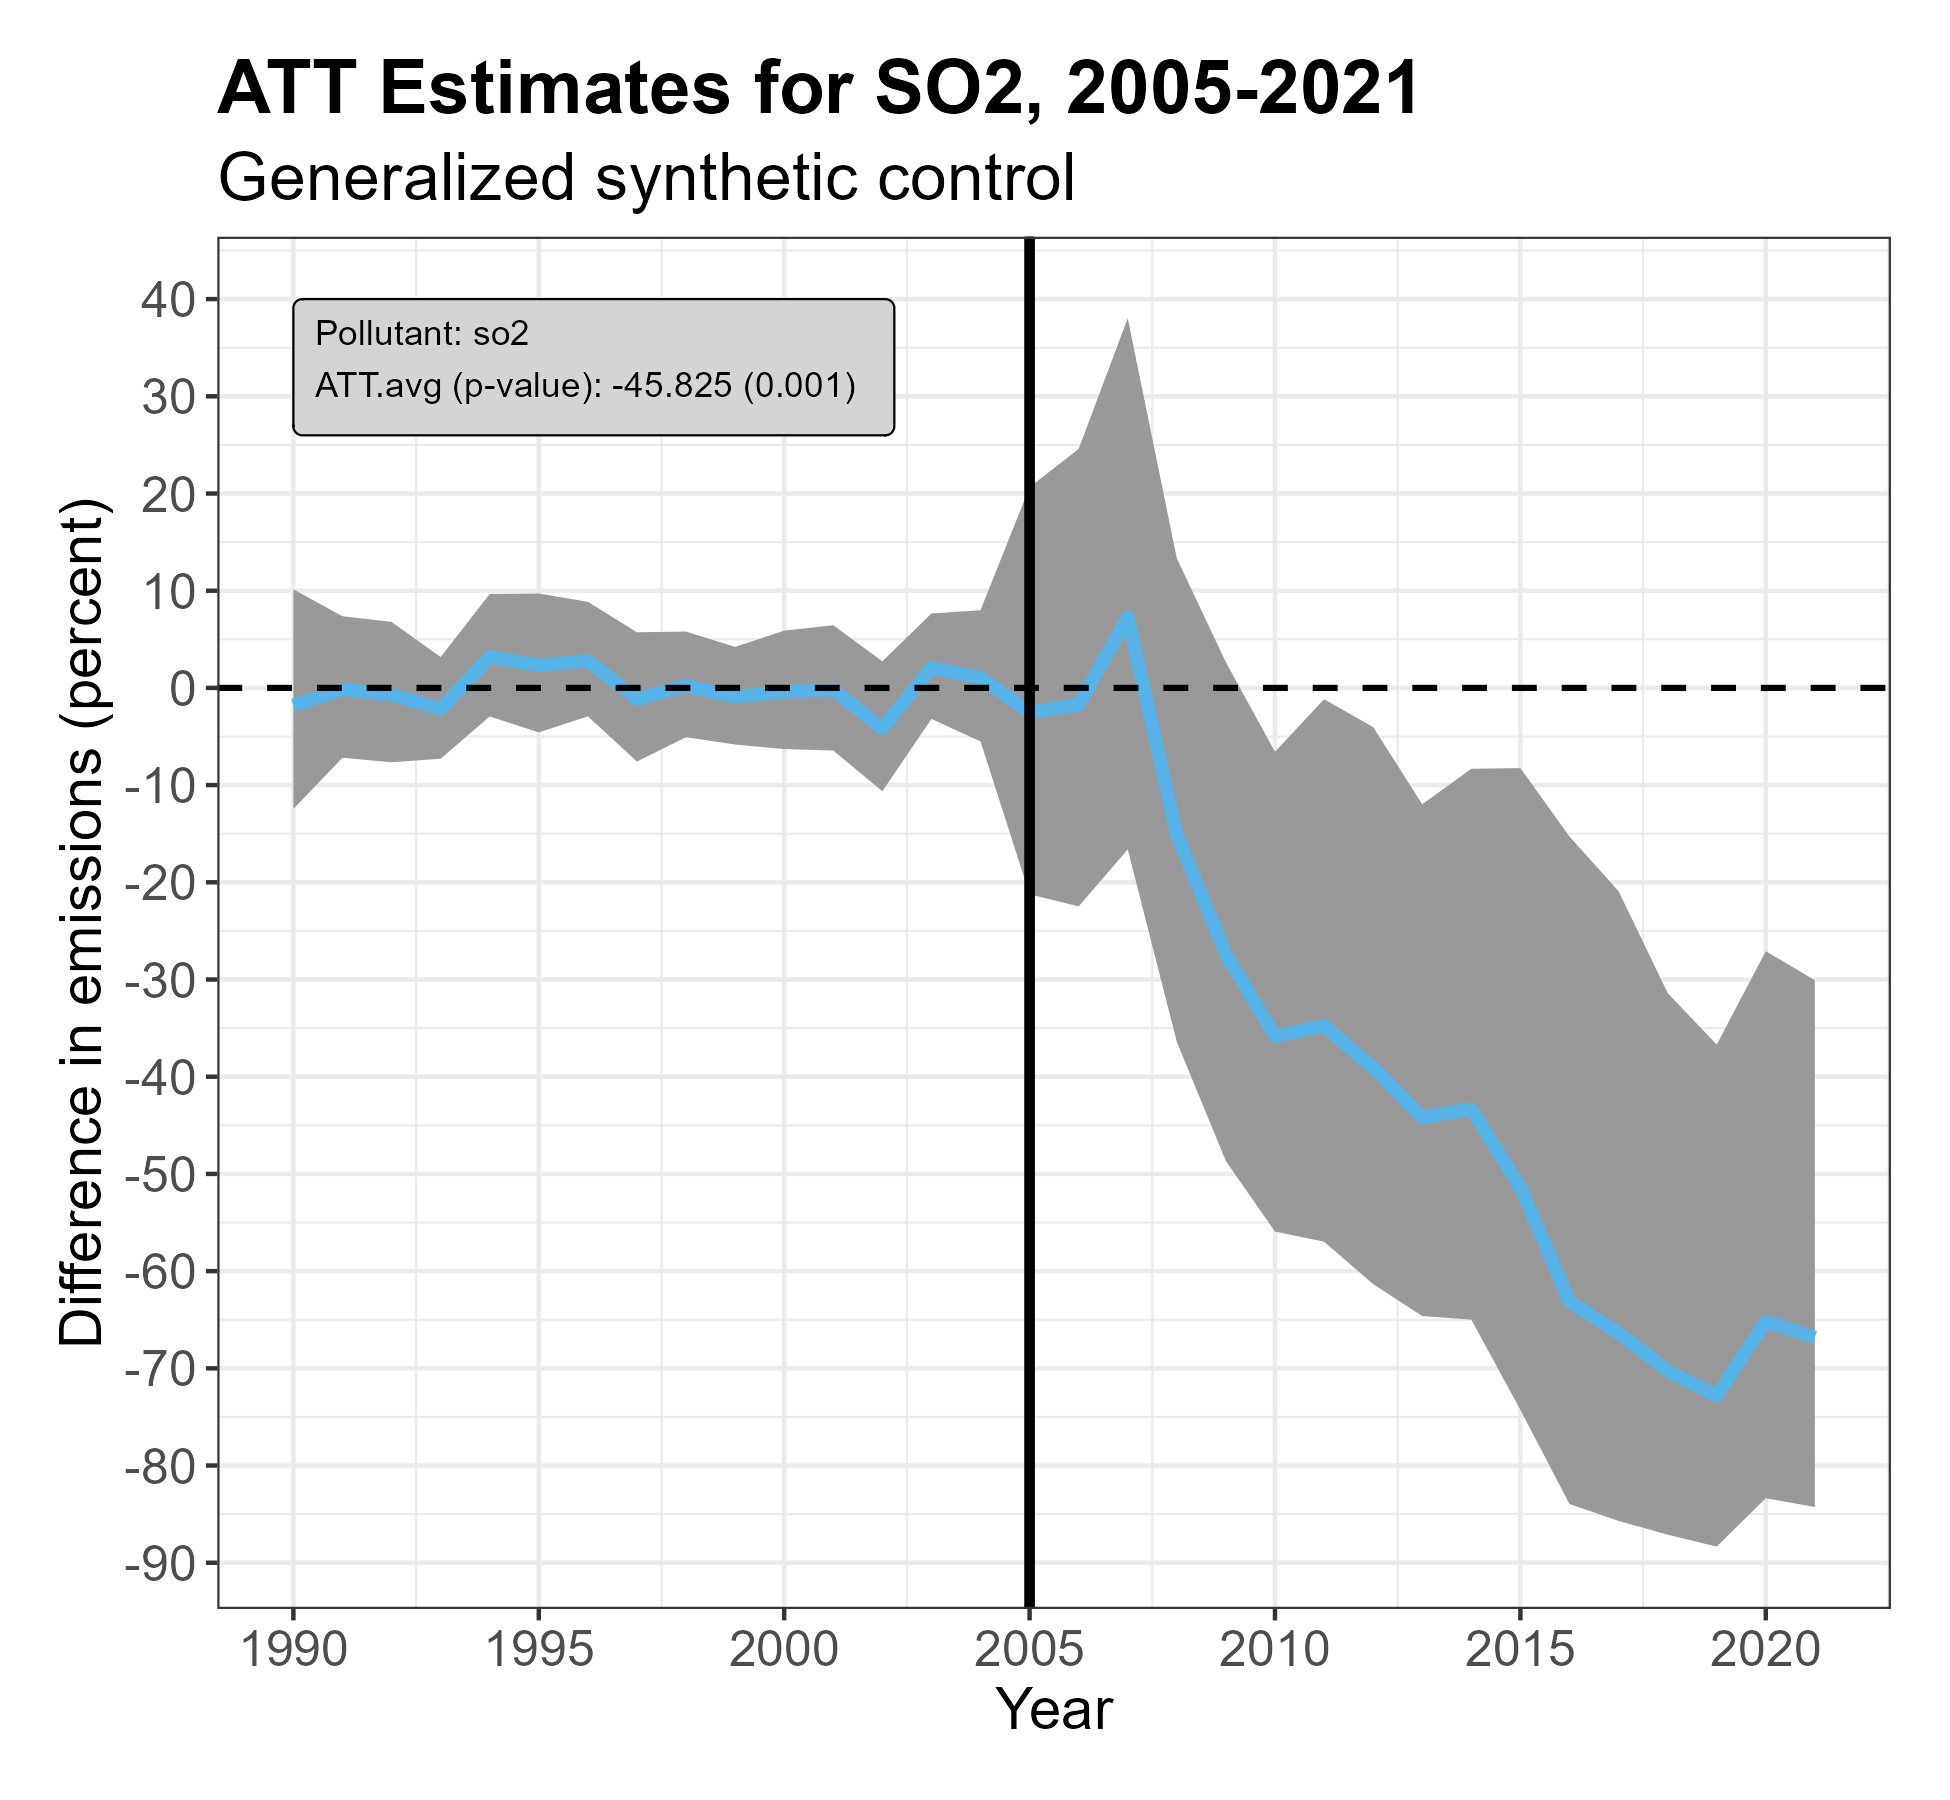 ATT Estimates for SO2, 2005-2021
Generalized synthetic control
Pollutant: so2
ATT.avg (p-value): -45.825 (0.001)
Difference in emissions (percent)
40
30
20
10
0
-10
-20
-30
-40
-50
-60
-70
-80
-90
1990 1995 2000 2005 2010 2015 2020
Year